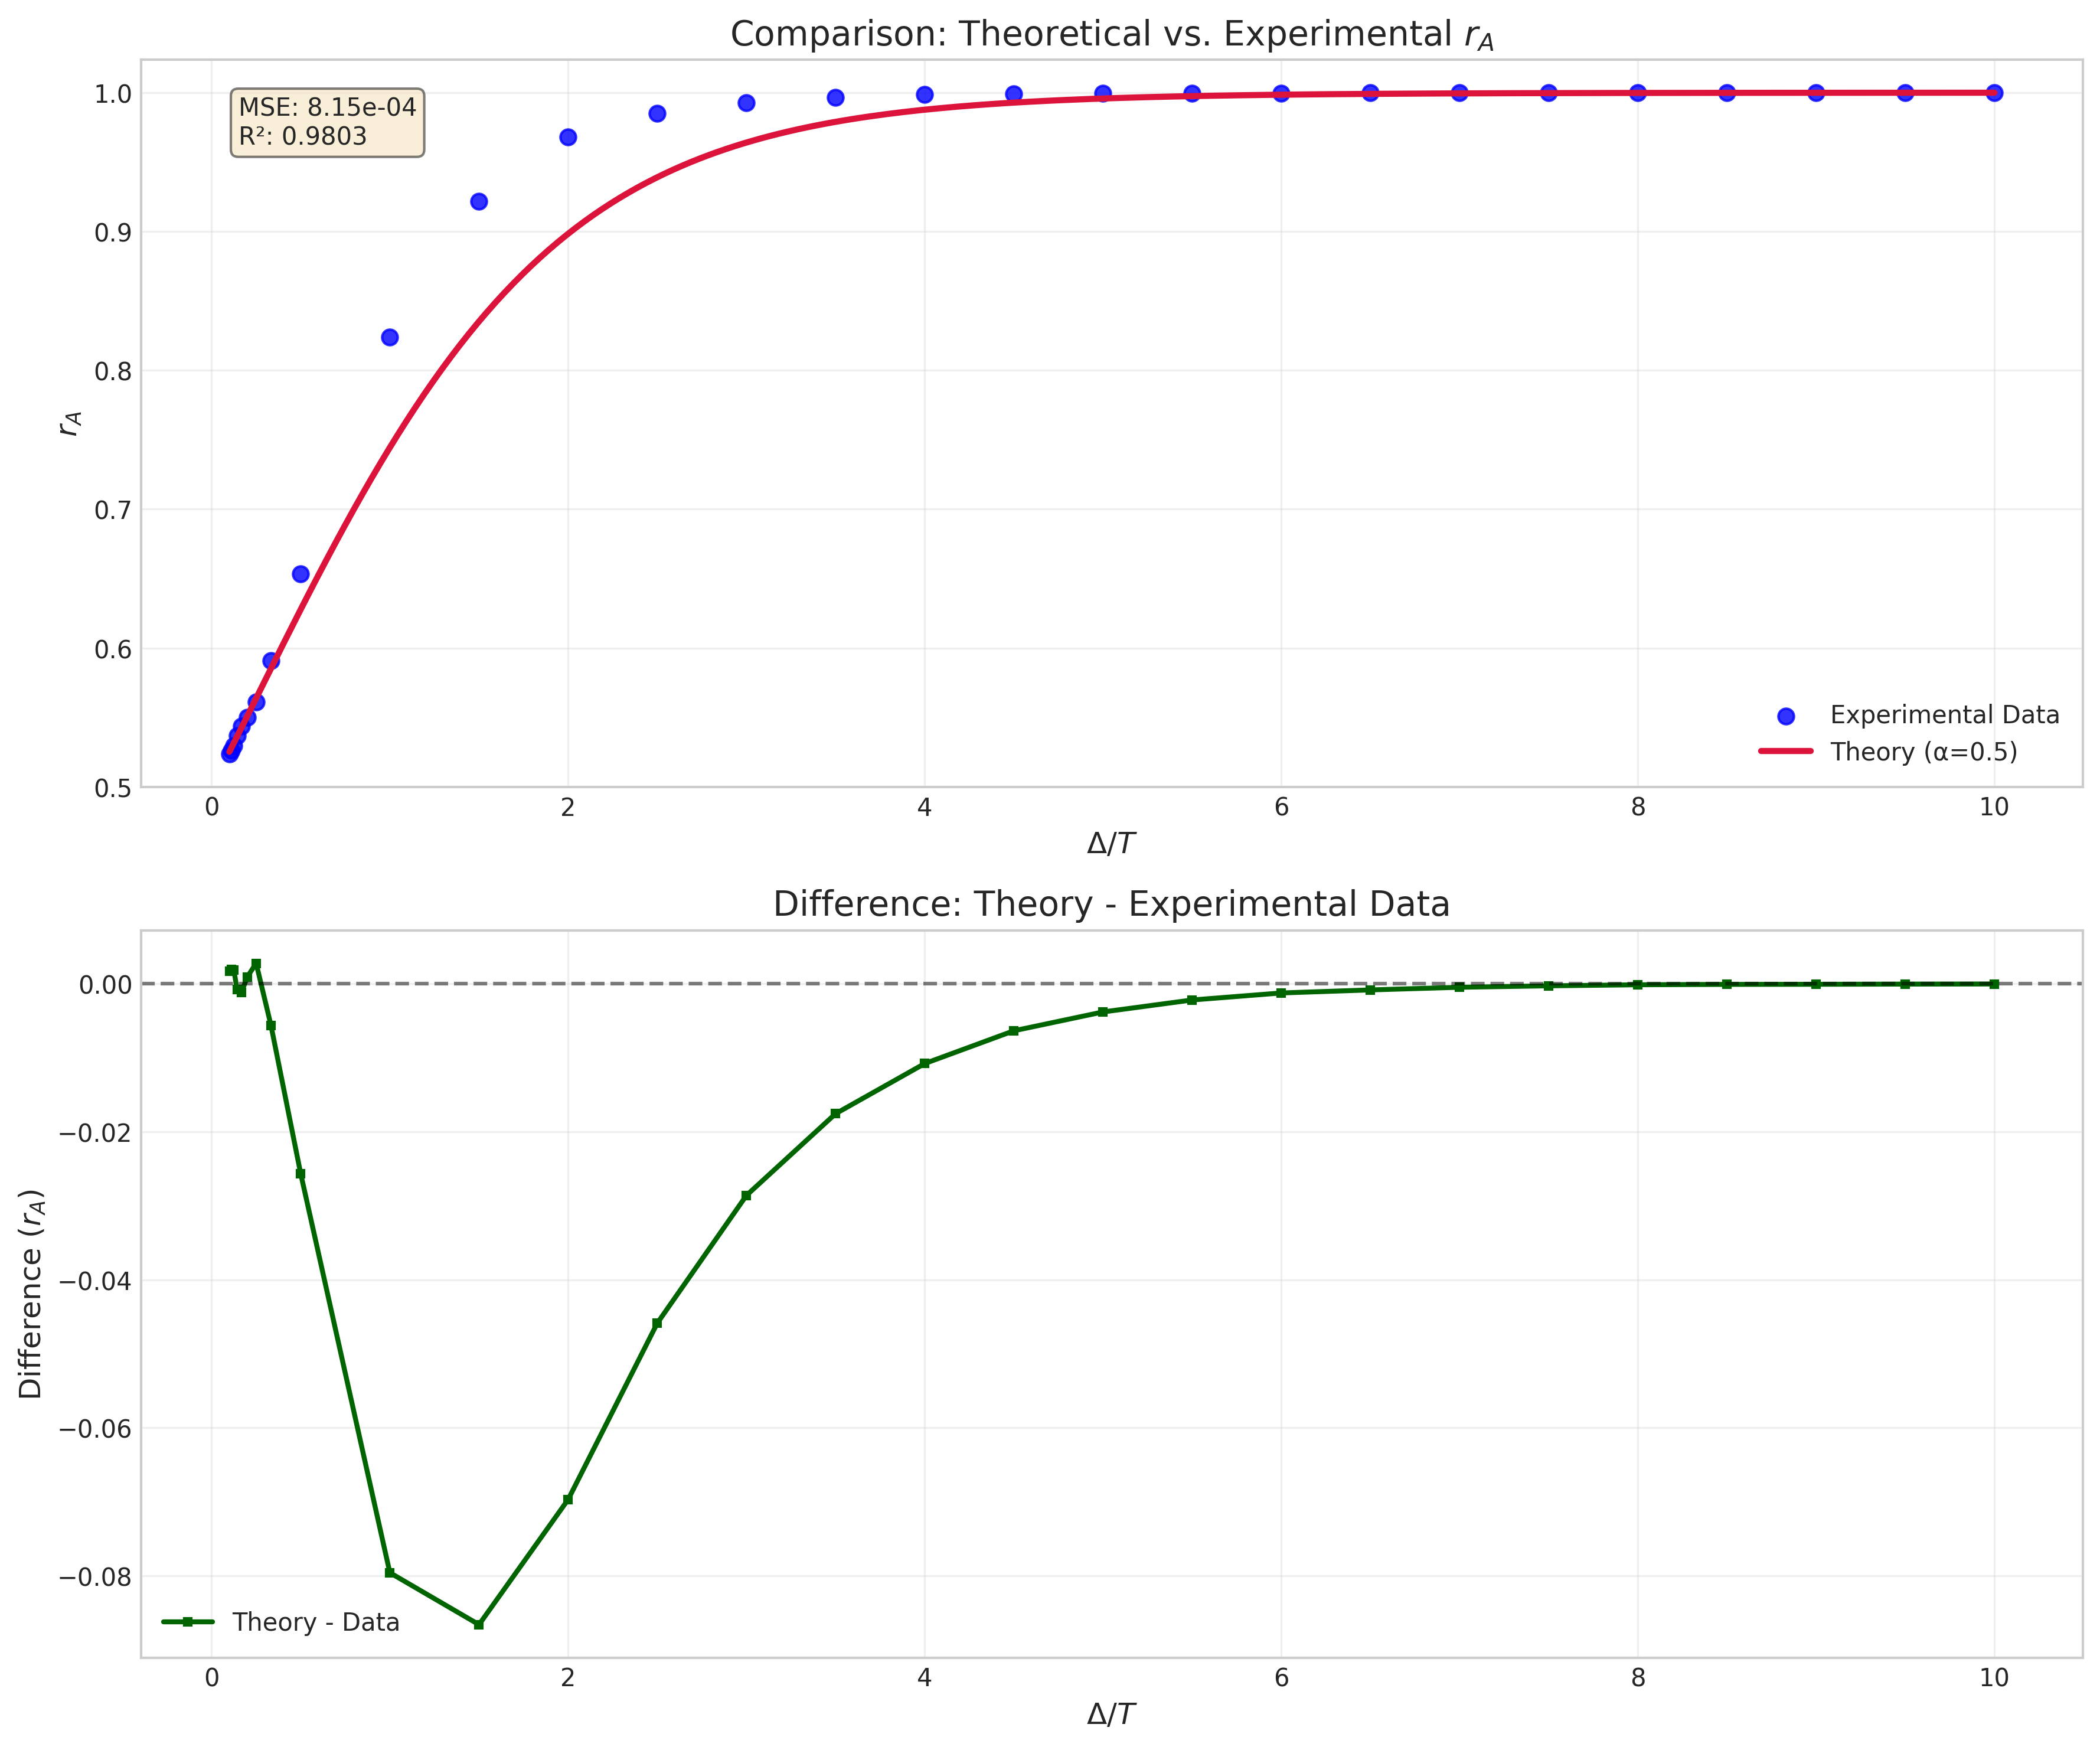 Comparison: Theoretical vs. Experimental r_A
MSE: 8.15e-04
R²: 0.9803
1.0
0.9
0.8
0.7
0.6
0.5
r_A
Experimental Data
Theory (α=0.5)
0 2 4 6 8 10
Δ/T
Difference: Theory - Experimental Data
0.00
−0.02
−0.04
−0.06
−0.08
Difference (r_A)
Theory - Data
0 2 4 6 8 10
Δ/T